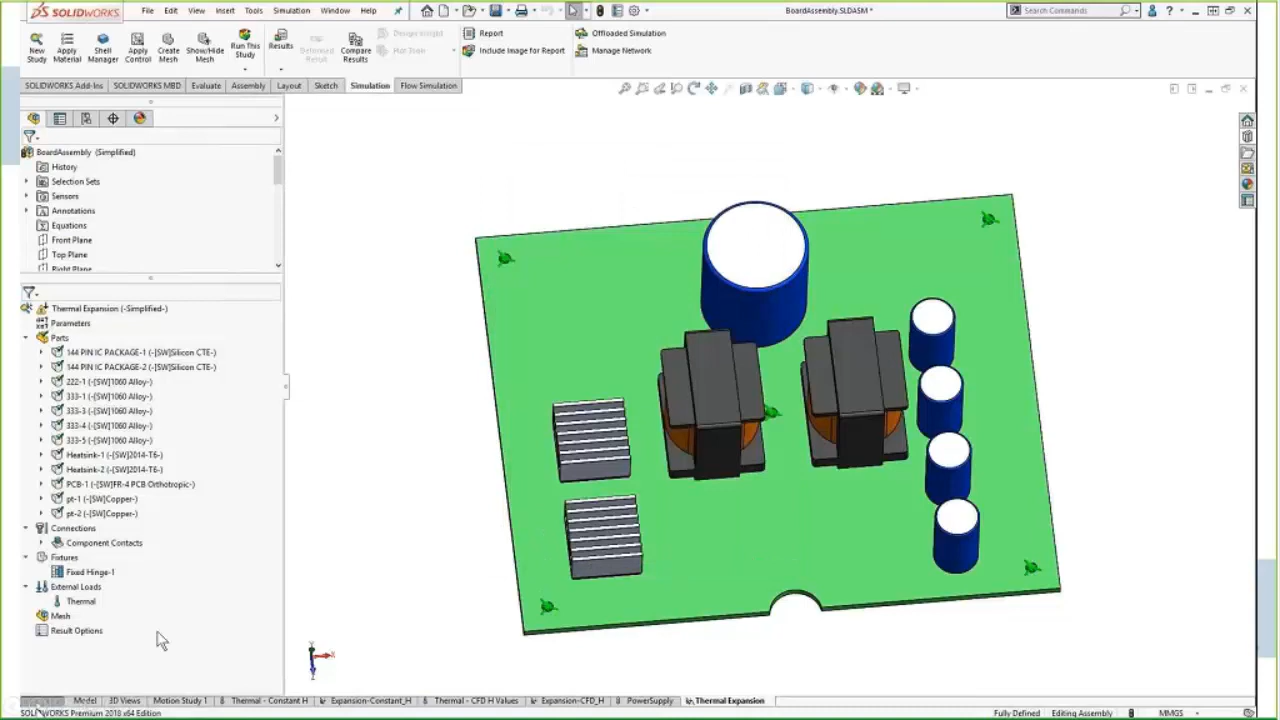 SOLIDWORKS File Edit View Insert Tools Simulation Window Help BoardAssembly.SLDASM * Search Commands
New Study Apply Material Shell Manager Apply Control Create Mesh Show/Hide Mesh Run This Study Results Deformed Result Compare Results
Design Insight
Hot Tools
Report
Include Image for Report
Offloaded Simulation
Manage Network
SOLIDWORKS Add-Ins SOLIDWORKS MBD Evaluate Assembly Layout Sketch Simulation Flow Simulation
BoardAssembly (Simplified)
History
Selection Sets
Sensors
Annotations
Equations
Front Plane
Top Plane
Right Plane
Thermal Expansion (-Simplified-)
Parameters
Parts
144 PIN IC PACKAGE-1 (-[SW]Silicon CTE-)
144 PIN IC PACKAGE-2 (-[SW]Silicon CTE-)
222-1 (-[SW]1060 Alloy-)
333-1 (-[SW]1060 Alloy-)
333-3 (-[SW]1060 Alloy-)
333-4 (-[SW]1060 Alloy-)
333-5 (-[SW]1060 Alloy-)
Heatsink-1 (-[SW]2014-T6-)
Heatsink-2 (-[SW]2014-T6-)
PCB-1 (-[SW]FR-4 PCB Orthotropic-)
pt-1 (-[SW]Copper-)
pt-2 (-[SW]Copper-)
Connections
Component Contacts
Fixtures
Fixed Hinge-1
External Loads
Thermal
Mesh
Result Options
Model 3D Views Motion Study 1 Thermal - Constant H Expansion-Constant_H Thermal - CFD H Values Expansion-CFD_H PowerSupply Thermal Expansion
SOLIDWORKS Premium 2018 x64 Edition Fully Defined Editing Assembly MMGS